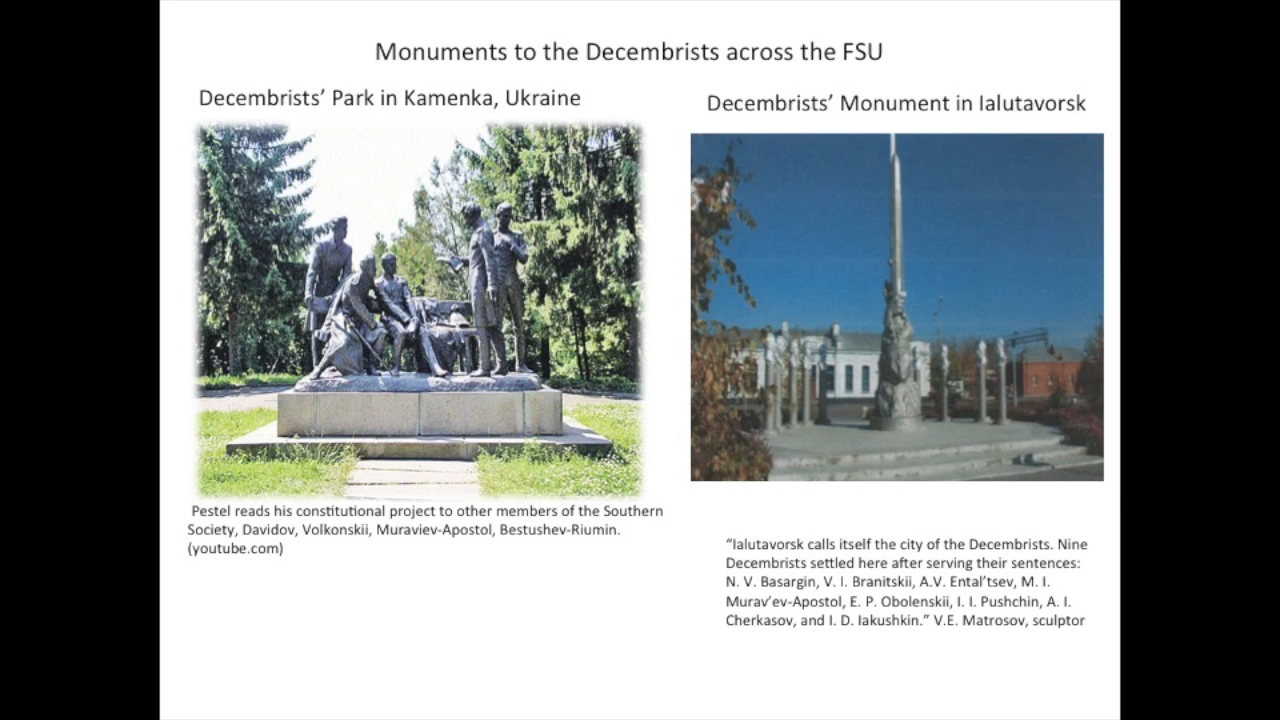 Monuments to the Decembrists across the FSU
Decembrists’ Park in Kamenka, Ukraine
Decembrists’ Monument in Ialutavorsk
Pestel reads his constitutional project to other members of the Southern
Society, Davidov, Volkonskii, Muraviev-Apostol, Bestushev-Riumin.
(youtube.com)
“Ialutavorsk calls itself the city of the Decembrists. Nine
Decembrists settled here after serving their sentences:
N. V. Basargin, V. I. Branitskii, A.V. Ental’tsev, M. I.
Murav’ev-Apostol, E. P. Obolenskii, I. I. Pushchin, A. I.
Cherkasov, and I. D. Iakushkin.” V.E. Matrosov, sculptor